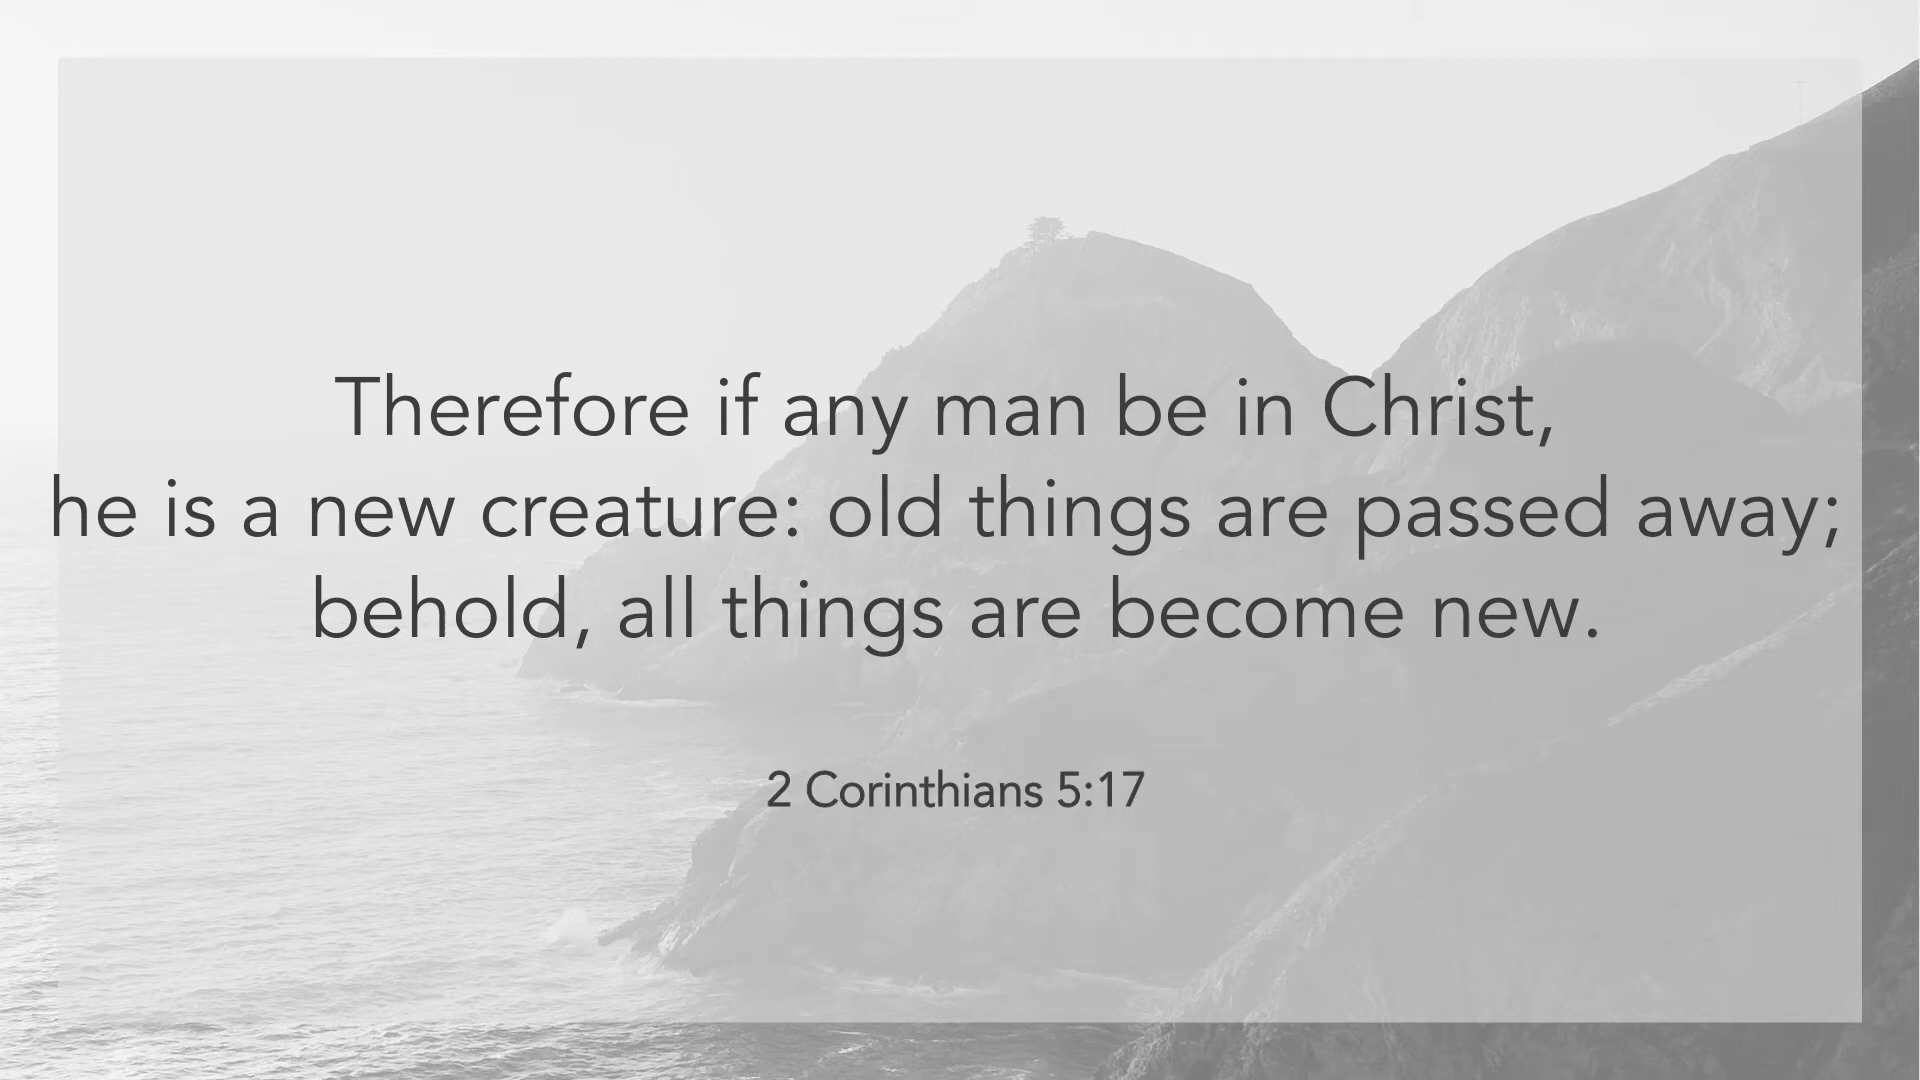 Therefore if any man be in Christ,
he is a new creature: old things are passed away;
behold, all things are become new.
2 Corinthians 5:17